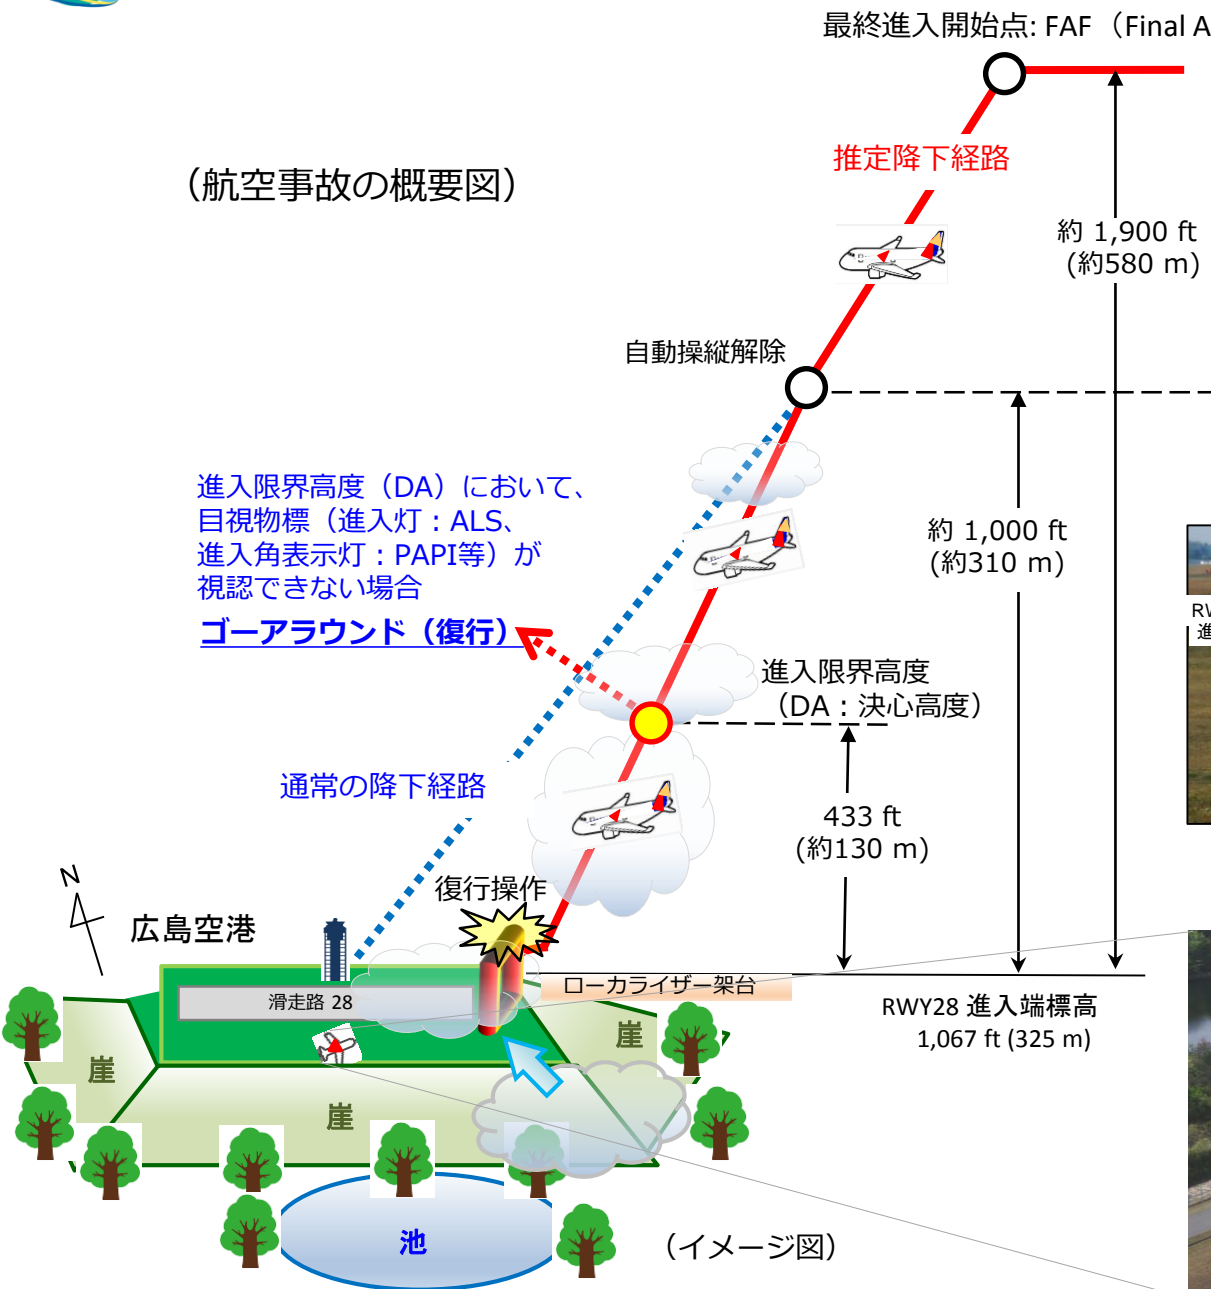 最終進入開始点: FAF（Final A
推定降下経路
（航空事故の概要図）
約 1,900 ft
(約580 m)
自動操縦解除
進入限界高度（DA）において、
目視物標（進入灯：ALS、
進入角表示灯：PAPI等）が
視認できない場合
ゴーアラウンド（復行）
約 1,000 ft
(約310 m)
RW
進
進入限界高度
（DA：決心高度）
通常の降下経路
433 ft
(約130 m)
復行操作
N
広島空港
ローカライザー架台
滑走路 28
RWY28 進入端標高
1,067 ft (325 m)
崖
崖
崖
池
（イメージ図）